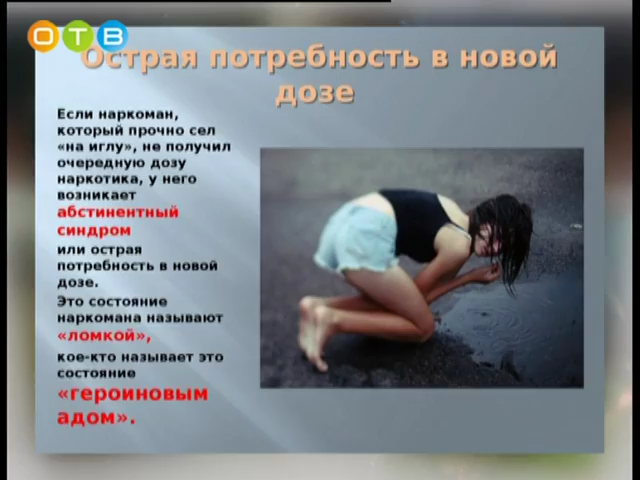 ОТВ
Острая потребность в новой
дозе
Если наркоман,
который прочно сел
«на иглу», не получил
очередную дозу
наркотика, у него
возникает
абстинентный
синдром
или острая
потребность в новой
дозе.
Это состояние
наркомана называют
«ломкой»,
кое-кто называет это
состояние
«героиновым
адом».